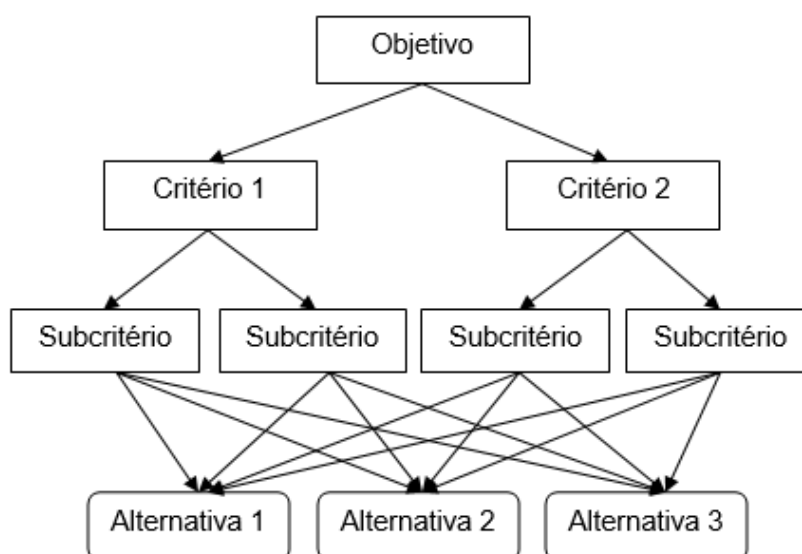 Objetivo
Critério 1
Critério 2
Subcritério
Subcritério
Subcritério
Subcritério
Alternativa 1
Alternativa 2
Alternativa 3